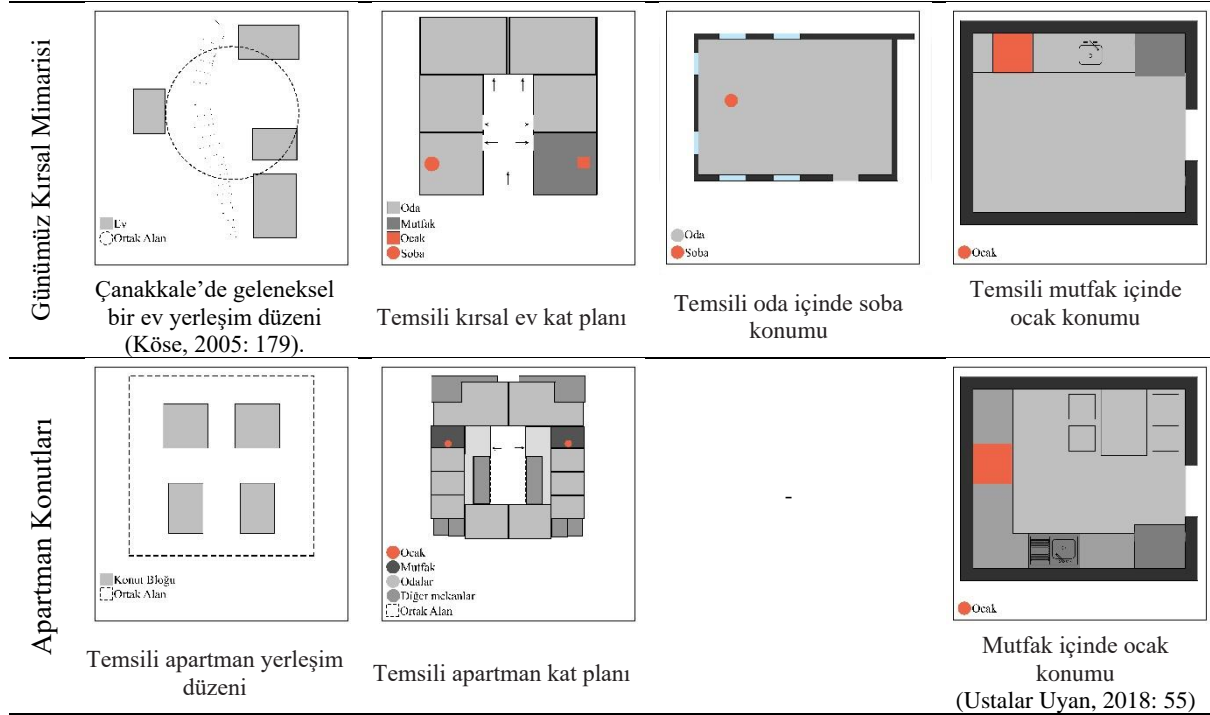 Günümüz Kırsal Mimarisi
Ev
Ortak Alan
Çanakkale’de geleneksel
bir ev yerleşim düzeni
(Köse, 2005: 179).
Oda
Mutfak
Ocak
Soba
Temsili kırsal ev kat planı
Oda
Soba
Temsili oda içinde soba
konumu
Ocak
Temsili mutfak içinde
ocak konumu
Apartman Konutları
Konut Bloğu
Ortak Alan
Temsili apartman yerleşim
düzeni
Ocak
Mutfak
Odalar
Diğer mekanlar
Ortak Alan
Temsili apartman kat planı
-
Ocak
Mutfak içinde ocak
konumu
(Ustalar Uyan, 2018: 55)